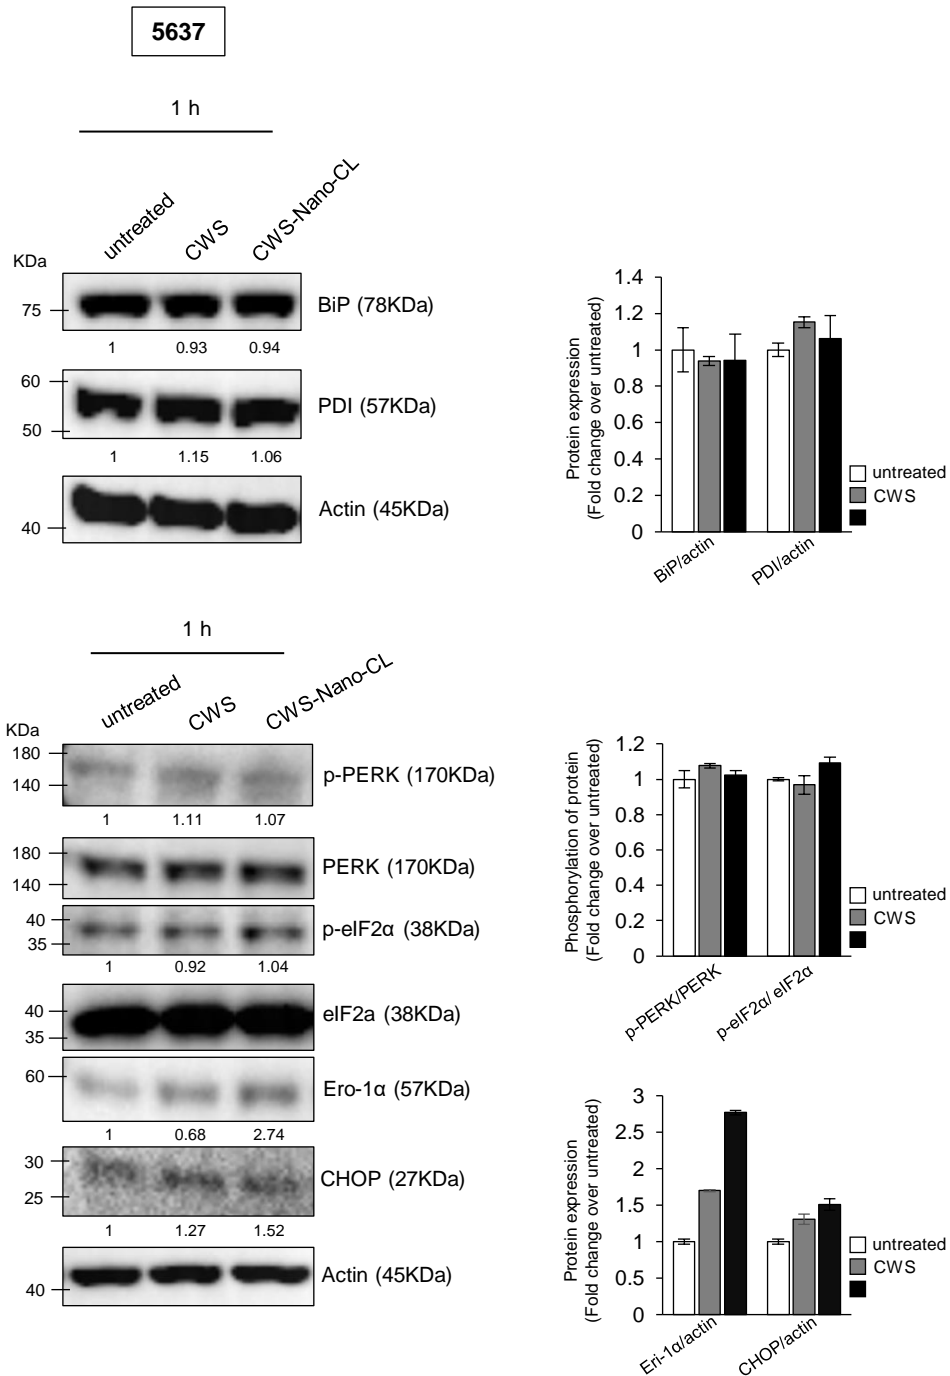 5637
1 h
untreated
CWS
CWS-Nano-CL
KDa
75
BiP (78KDa)
1 0.93 0.94
60
50
PDI (57KDa)
1 1.15 1.06
40
Actin (45KDa)
Protein expression
(Fold change over untreated)
1.4
1.2
1
0.8
0.6
0.4
0.2
0
BiP/actin
PDI/actin
untreated
CWS
1 h
untreated
CWS
CWS-Nano-CL
KDa
180
140
p-PERK (170KDa)
1 1.11 1.07
180
140
PERK (170KDa)
40
35
p-eIF2α (38KDa)
1 0.92 1.04
40
35
eIF2a (38KDa)
60
Ero-1α (57KDa)
1 0.68 2.74
30
25
CHOP (27KDa)
1 1.27 1.52
40
Actin (45KDa)
Phosphorylation of protein
(Fold change over untreated)
1.2
1
0.8
0.6
0.4
0.2
0
p-PERK/PERK
p-eIF2α/ eIF2α
untreated
CWS
Protein expression
(Fold change over untreated)
3
2.5
2
1.5
1
0.5
0
Eri-1α/actin
CHOP/actin
untreated
CWS